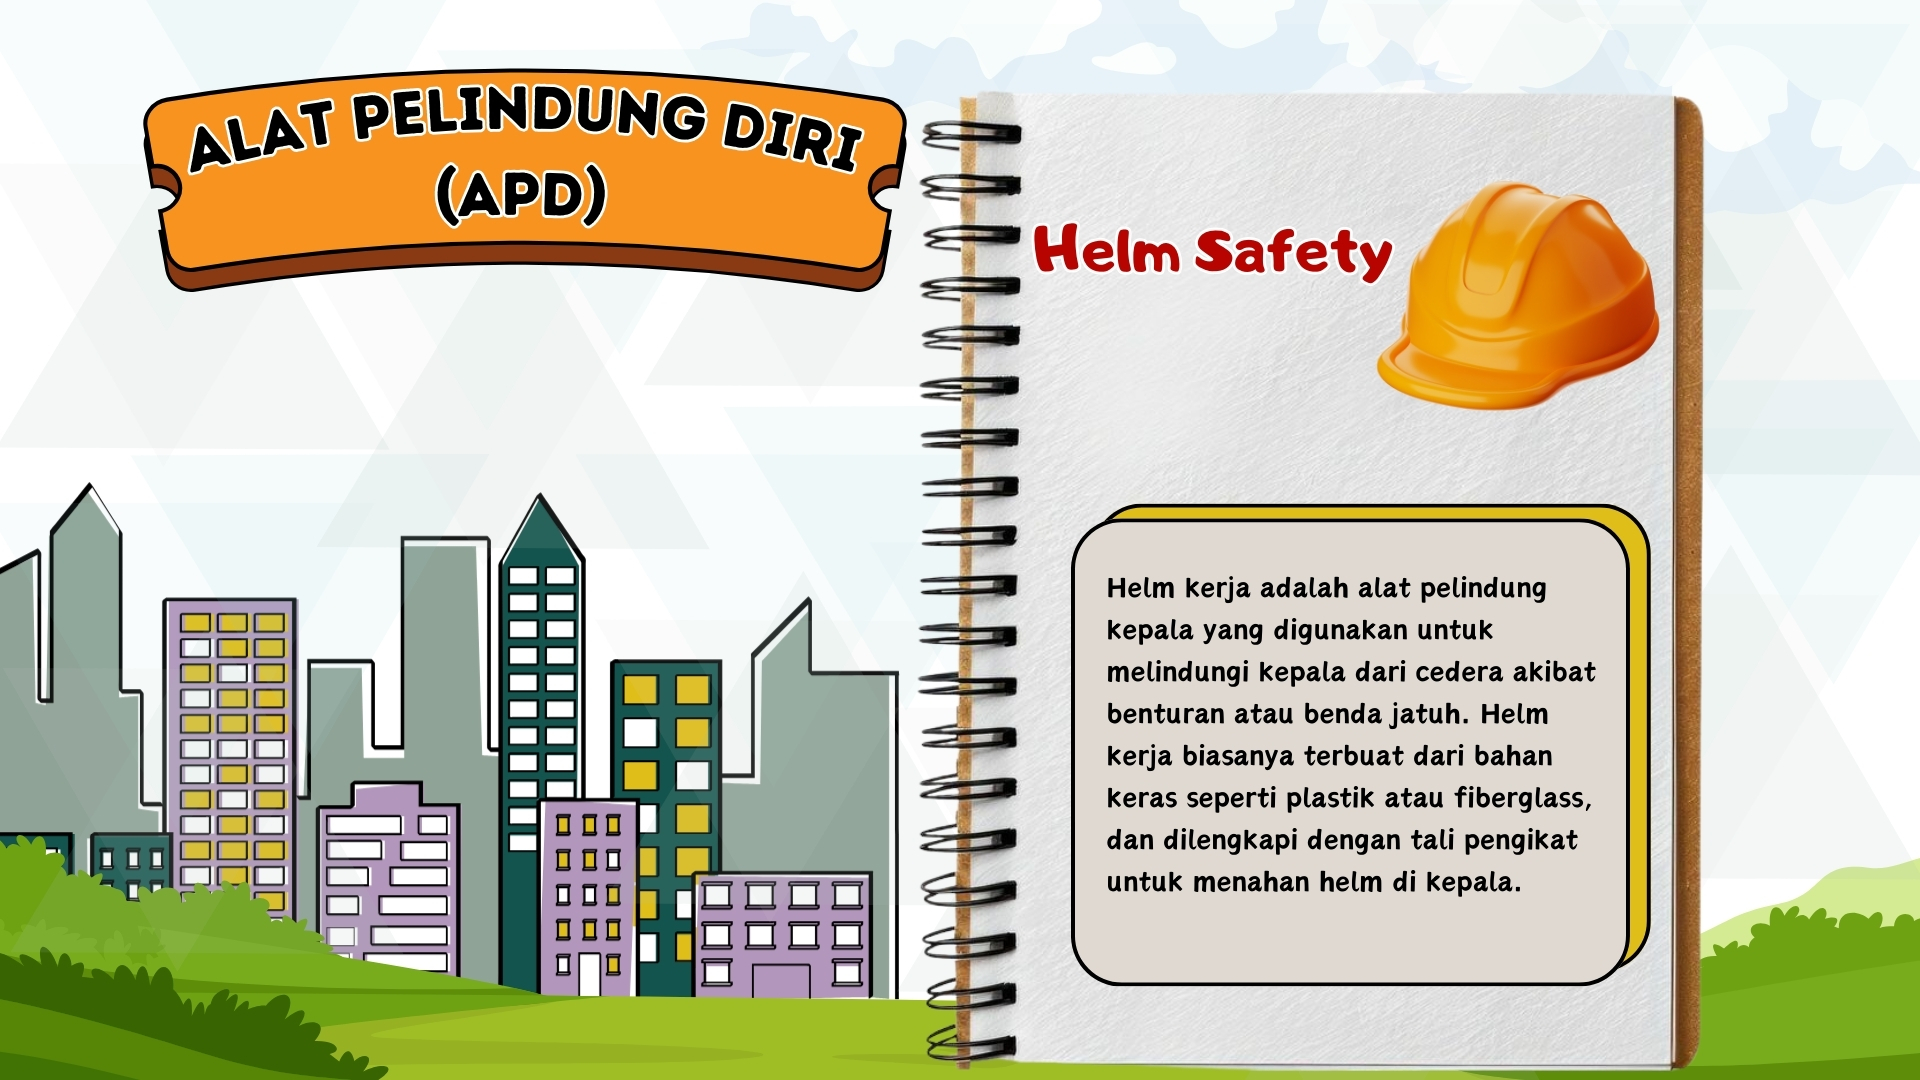 ALAT PELINDUNG DIRI
(APD)
Helm Safety
Helm kerja adalah alat pelindung
kepala yang digunakan untuk
melindungi kepala dari cedera akibat
benturan atau benda jatuh. Helm
kerja biasanya terbuat dari bahan
keras seperti plastik atau fiberglass,
dan dilengkapi dengan tali pengikat
untuk menahan helm di kepala.